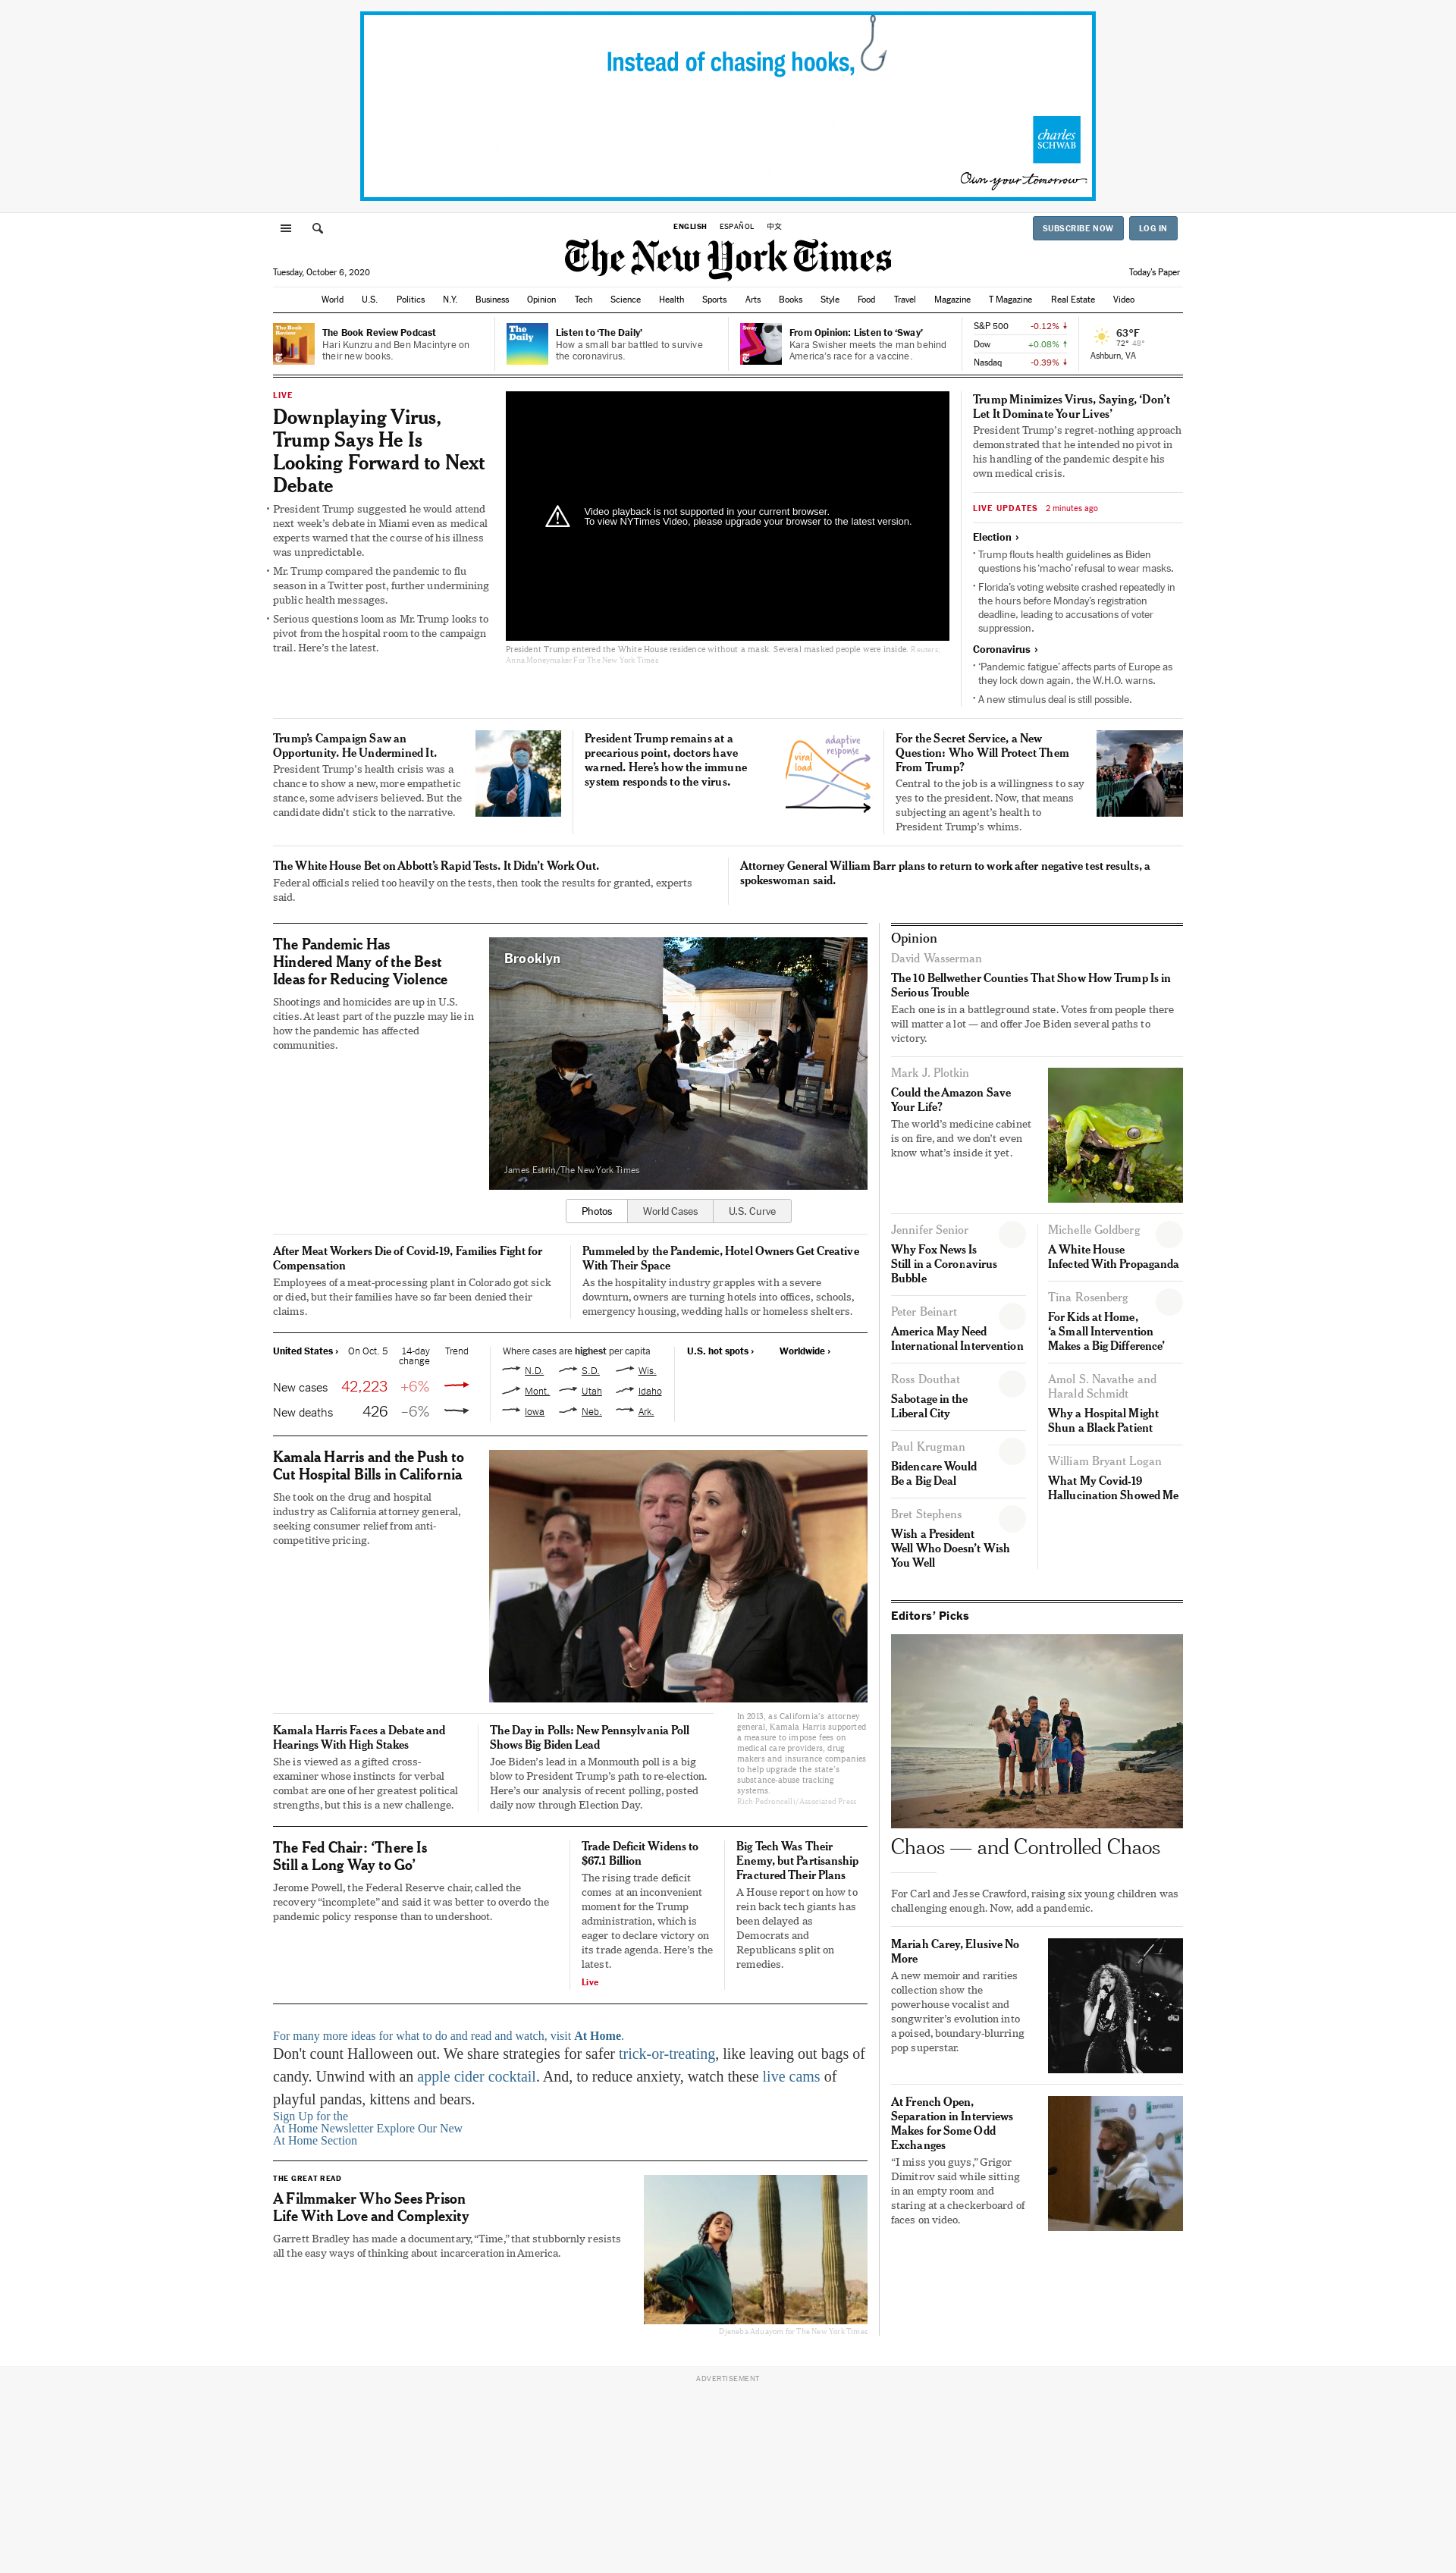 Instead of chasing hooks,
charles
SCHWAB
Own your tomorrow.
ENGLISH ESPAÑOL 中文
SUBSCRIBE NOW LOG IN
The New York Times
Tuesday, October 6, 2020
Today's Paper
World U.S. Politics N.Y. Business Opinion Tech Science Health Sports Arts Books Style Food Travel Magazine T Magazine Real Estate Video
The Book Review
The Book Review Podcast
Hari Kunzru and Ben Macintyre on
their new books.
The Daily
Listen to ‘The Daily’
How a small bar battled to survive
the coronavirus.
Sway
From Opinion: Listen to ‘Sway’
Kara Swisher meets the man behind
America’s race for a vaccine.
S&P 500 -0.12% ↓
Dow +0.08% ↑
Nasdaq -0.39% ↓
63°F
72° 48°
Ashburn, VA
LIVE
Downplaying Virus,
Trump Says He Is
Looking Forward to Next
Debate
• President Trump suggested he would attend
next week’s debate in Miami even as medical
experts warned that the course of his illness
was unpredictable.
• Mr. Trump compared the pandemic to flu
season in a Twitter post, further undermining
public health messages.
• Serious questions loom as Mr. Trump looks to
pivot from the hospital room to the campaign
trail. Here’s the latest.
Video playback is not supported in your current browser.
To view NYTimes Video, please upgrade your browser to the latest version.
President Trump entered the White House residence without a mask. Several masked people were inside. Reuters;
Anna Moneymaker For The New York Times
Trump Minimizes Virus, Saying, ‘Don’t
Let It Dominate Your Lives’
President Trump’s regret-nothing approach
demonstrated that he intended no pivot in
his handling of the pandemic despite his
own medical crisis.
LIVE UPDATES 2 minutes ago
Election ›
• Trump flouts health guidelines as Biden
questions his ‘macho’ refusal to wear masks.
• Florida’s voting website crashed repeatedly in
the hours before Monday’s registration
deadline, leading to accusations of voter
suppression.
Coronavirus ›
• ‘Pandemic fatigue’ affects parts of Europe as
they lock down again, the W.H.O. warns.
• A new stimulus deal is still possible.
Trump’s Campaign Saw an
Opportunity. He Undermined It.
President Trump’s health crisis was a
chance to show a new, more empathetic
stance, some advisers believed. But the
candidate didn’t stick to the narrative.
President Trump remains at a
precarious point, doctors have
warned. Here’s how the immune
system responds to the virus.
adaptive
response
viral
load
For the Secret Service, a New
Question: Who Will Protect Them
From Trump?
Central to the job is a willingness to say
yes to the president. Now, that means
subjecting an agent’s health to
President Trump’s whims.
The White House Bet on Abbott’s Rapid Tests. It Didn’t Work Out.
Federal officials relied too heavily on the tests, then took the results for granted, experts
said.
Attorney General William Barr plans to return to work after negative test results, a
spokeswoman said.
The Pandemic Has
Hindered Many of the Best
Ideas for Reducing Violence
Shootings and homicides are up in U.S.
cities. At least part of the puzzle may lie in
how the pandemic has affected
communities.
Brooklyn
James Estrin/The New York Times
Photos World Cases U.S. Curve
After Meat Workers Die of Covid-19, Families Fight for
Compensation
Employees of a meat-processing plant in Colorado got sick
or died, but their families have so far been denied their
claims.
Pummeled by the Pandemic, Hotel Owners Get Creative
With Their Space
As the hospitality industry grapples with a severe
downturn, owners are turning hotels into offices, schools,
emergency housing, wedding halls or homeless shelters.
United States › On Oct. 5 14-day
change Trend
New cases 42,223 +6%
New deaths 426 –6%
Where cases are highest per capita
N.D. S.D. Wis.
Mont. Utah Idaho
Iowa Neb. Ark.
U.S. hot spots › Worldwide ›
Kamala Harris and the Push to
Cut Hospital Bills in California
She took on the drug and hospital
industry as California attorney general,
seeking consumer relief from anti-
competitive pricing.
In 2013, as California’s attorney
general, Kamala Harris supported
a measure to impose fees on
medical care providers, drug
makers and insurance companies
to help upgrade the state’s
substance-abuse tracking
systems.
Rich Pedroncelli/Associated Press
Kamala Harris Faces a Debate and
Hearings With High Stakes
She is viewed as a gifted cross-
examiner whose instincts for verbal
combat are one of her greatest political
strengths, but this is a new challenge.
The Day in Polls: New Pennsylvania Poll
Shows Big Biden Lead
Joe Biden’s lead in a Monmouth poll is a big
blow to President Trump’s path to re-election.
Here’s our analysis of recent polling, posted
daily now through Election Day.
The Fed Chair: ‘There Is
Still a Long Way to Go’
Jerome Powell, the Federal Reserve chair, called the
recovery “incomplete” and said it was better to overdo the
pandemic policy response than to undershoot.
Trade Deficit Widens to
$67.1 Billion
The rising trade deficit
comes at an inconvenient
moment for the Trump
administration, which is
eager to declare victory on
its trade agenda. Here’s the
latest.
Live
Big Tech Was Their
Enemy, but Partisanship
Fractured Their Plans
A House report on how to
rein back tech giants has
been delayed as
Democrats and
Republicans split on
remedies.
For many more ideas for what to do and read and watch, visit At Home.
Don't count Halloween out. We share strategies for safer trick-or-treating, like leaving out bags of
candy. Unwind with an apple cider cocktail. And, to reduce anxiety, watch these live cams of
playful pandas, kittens and bears.
Sign Up for the
At Home Newsletter Explore Our New
At Home Section
THE GREAT READ
A Filmmaker Who Sees Prison
Life With Love and Complexity
Garrett Bradley has made a documentary, “Time,” that stubbornly resists
all the easy ways of thinking about incarceration in America.
Djeneba Aduayom for The New York Times
Opinion
David Wasserman
The 10 Bellwether Counties That Show How Trump Is in
Serious Trouble
Each one is in a battleground state. Votes from people there
will matter a lot — and offer Joe Biden several paths to
victory.
Mark J. Plotkin
Could the Amazon Save
Your Life?
The world’s medicine cabinet
is on fire, and we don’t even
know what’s inside it yet.
Jennifer Senior
Why Fox News Is
Still in a Coronavirus
Bubble
Peter Beinart
America May Need
International Intervention
Ross Douthat
Sabotage in the
Liberal City
Paul Krugman
Bidencare Would
Be a Big Deal
Bret Stephens
Wish a President
Well Who Doesn’t Wish
You Well
Michelle Goldberg
A White House
Infected With Propaganda
Tina Rosenberg
For Kids at Home,
‘a Small Intervention
Makes a Big Difference’
Amol S. Navathe and
Harald Schmidt
Why a Hospital Might
Shun a Black Patient
William Bryant Logan
What My Covid-19
Hallucination Showed Me
Editors’ Picks
Chaos — and Controlled Chaos
For Carl and Jesse Crawford, raising six young children was
challenging enough. Now, add a pandemic.
Mariah Carey, Elusive No
More
A new memoir and rarities
collection show the
powerhouse vocalist and
songwriter’s evolution into
a poised, boundary-blurring
pop superstar.
At French Open,
Separation in Interviews
Makes for Some Odd
Exchanges
“I miss you guys,” Grigor
Dimitrov said while sitting
in an empty room and
staring at a checkerboard of
faces on video.
ADVERTISEMENT